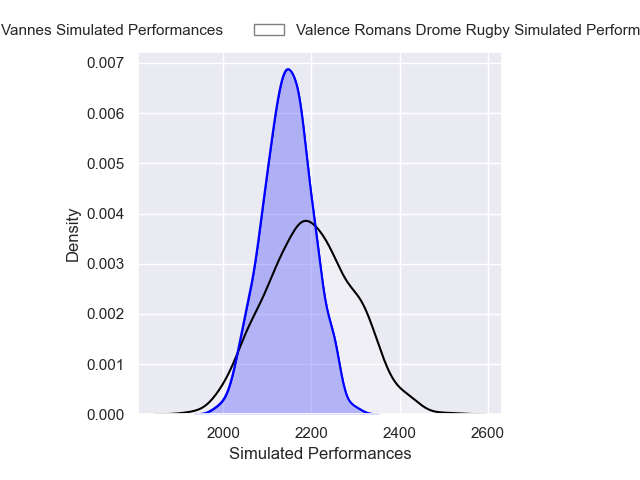 Vannes Simulated Performances Valence Romans Drome Rugby Simulated Perform
0.007
0.006
0.005
0.004
0.003
0.002
0.001
0.000
Density
2000 2200 2400 2600
Simulated Performances